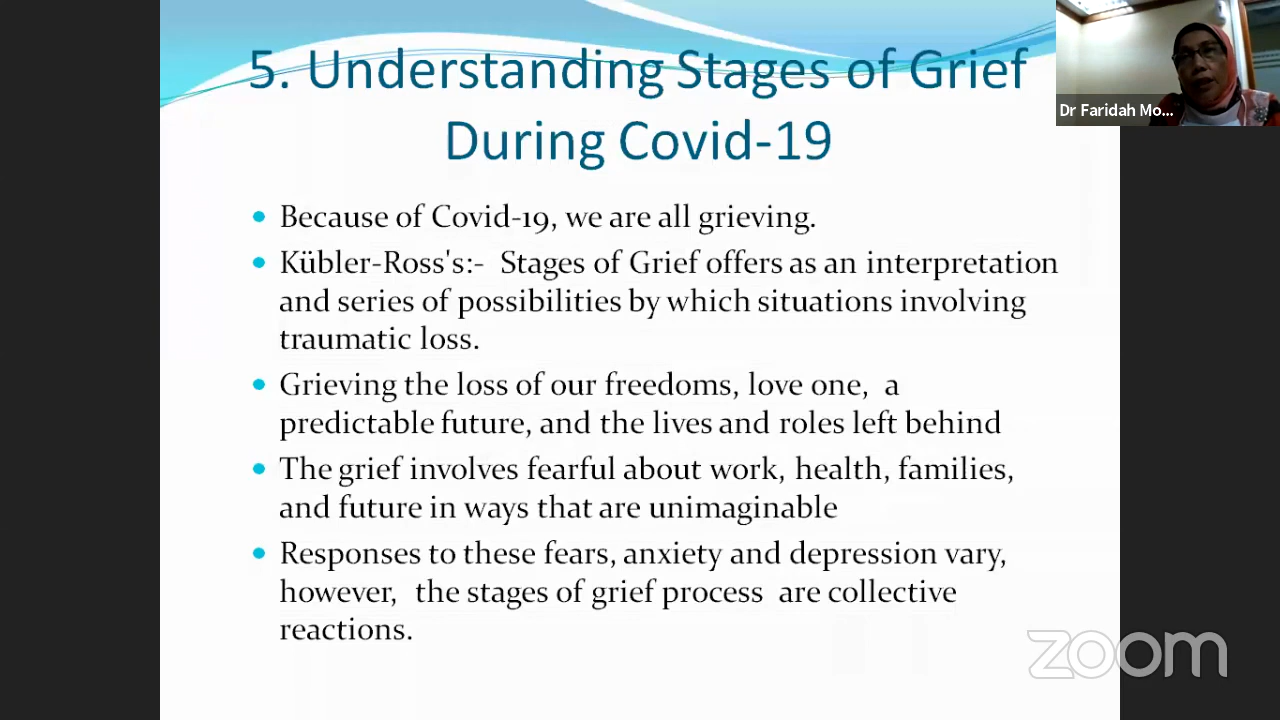 5. Understanding Stages of Grief
During Covid-19
Dr Faridah Mo...
• Because of Covid-19, we are all grieving.
• Kübler-Ross's:- Stages of Grief offers as an interpretation
and series of possibilities by which situations involving
traumatic loss.
• Grieving the loss of our freedoms, love one, a
predictable future, and the lives and roles left behind
• The grief involves fearful about work, health, families,
and future in ways that are unimaginable
• Responses to these fears, anxiety and depression vary,
however, the stages of grief process are collective
reactions.
zoom